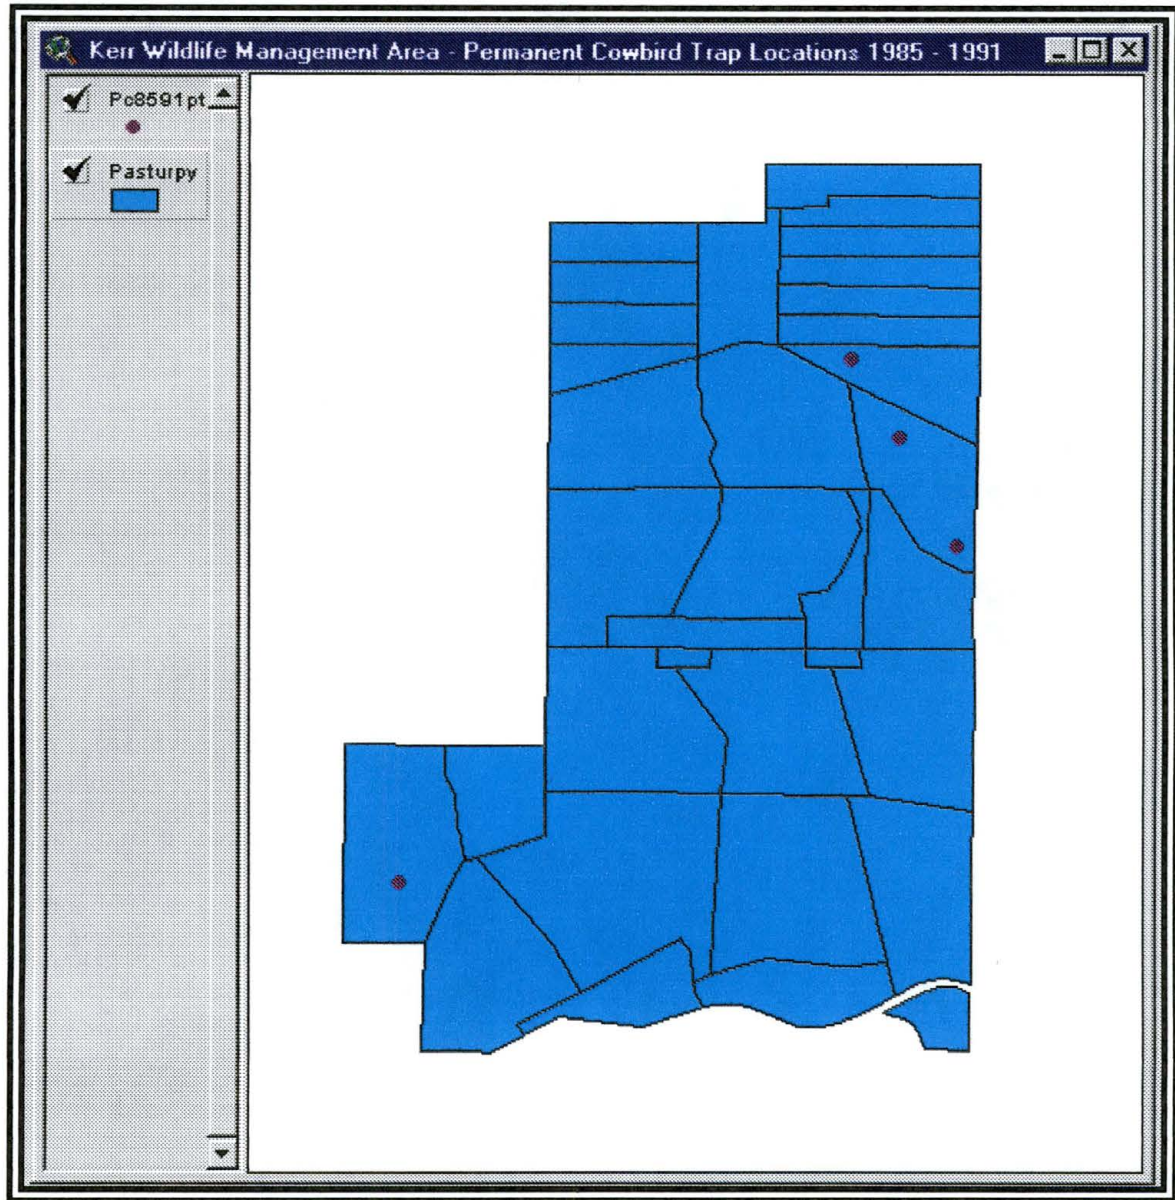 Kerr Wildlife Management Area - Permanent Cowbird Trap Locations 1985 - 1991
Pc8591pt
Pasturpy